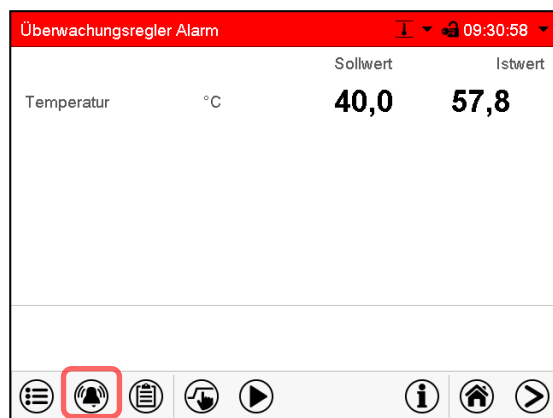 Überwachungsregler Alarm 09:30:58
Sollwert Istwert
Temperatur °C 40,0 57,8